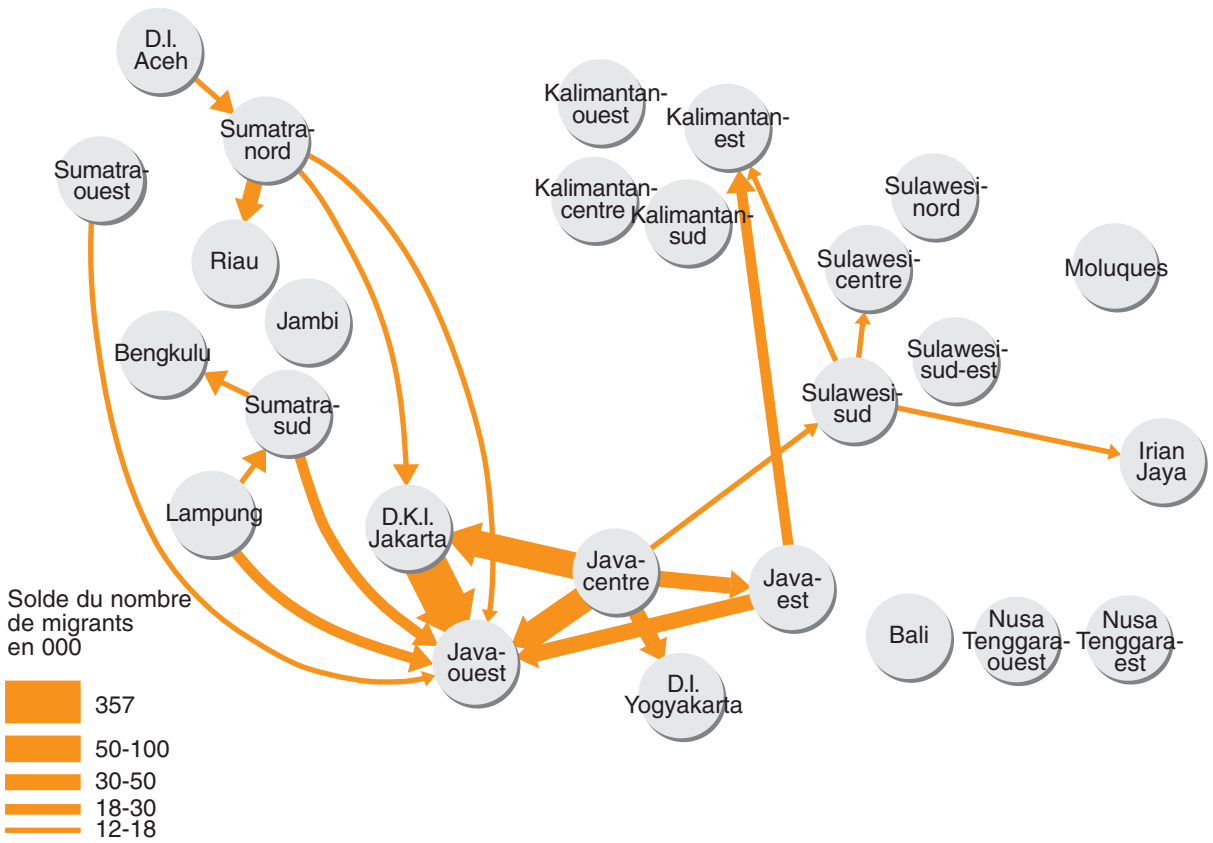 D.I.
Aceh
Sumatra-
nord
Sumatra-
ouest
Riau
Jambi
Bengkulu
Sumatra-
sud
Lampung
D.K.I.
Jakarta
Java-
centre
Java-
est
Java-
ouest
D.I.
Yogyakarta
Kalimantan-
ouest
Kalimantan-
est
Kalimantan-
centre
Kalimantan-
sud
Sulawesi-
nord
Sulawesi-
centre
Moluques
Sulawesi-
sud-est
Sulawesi-
sud
Irian
Jaya
Bali
Nusa
Tenggara-
ouest
Nusa
Tenggara-
est
Solde du nombre
de migrants
en 000
357
50-100
30-50
18-30
12-18